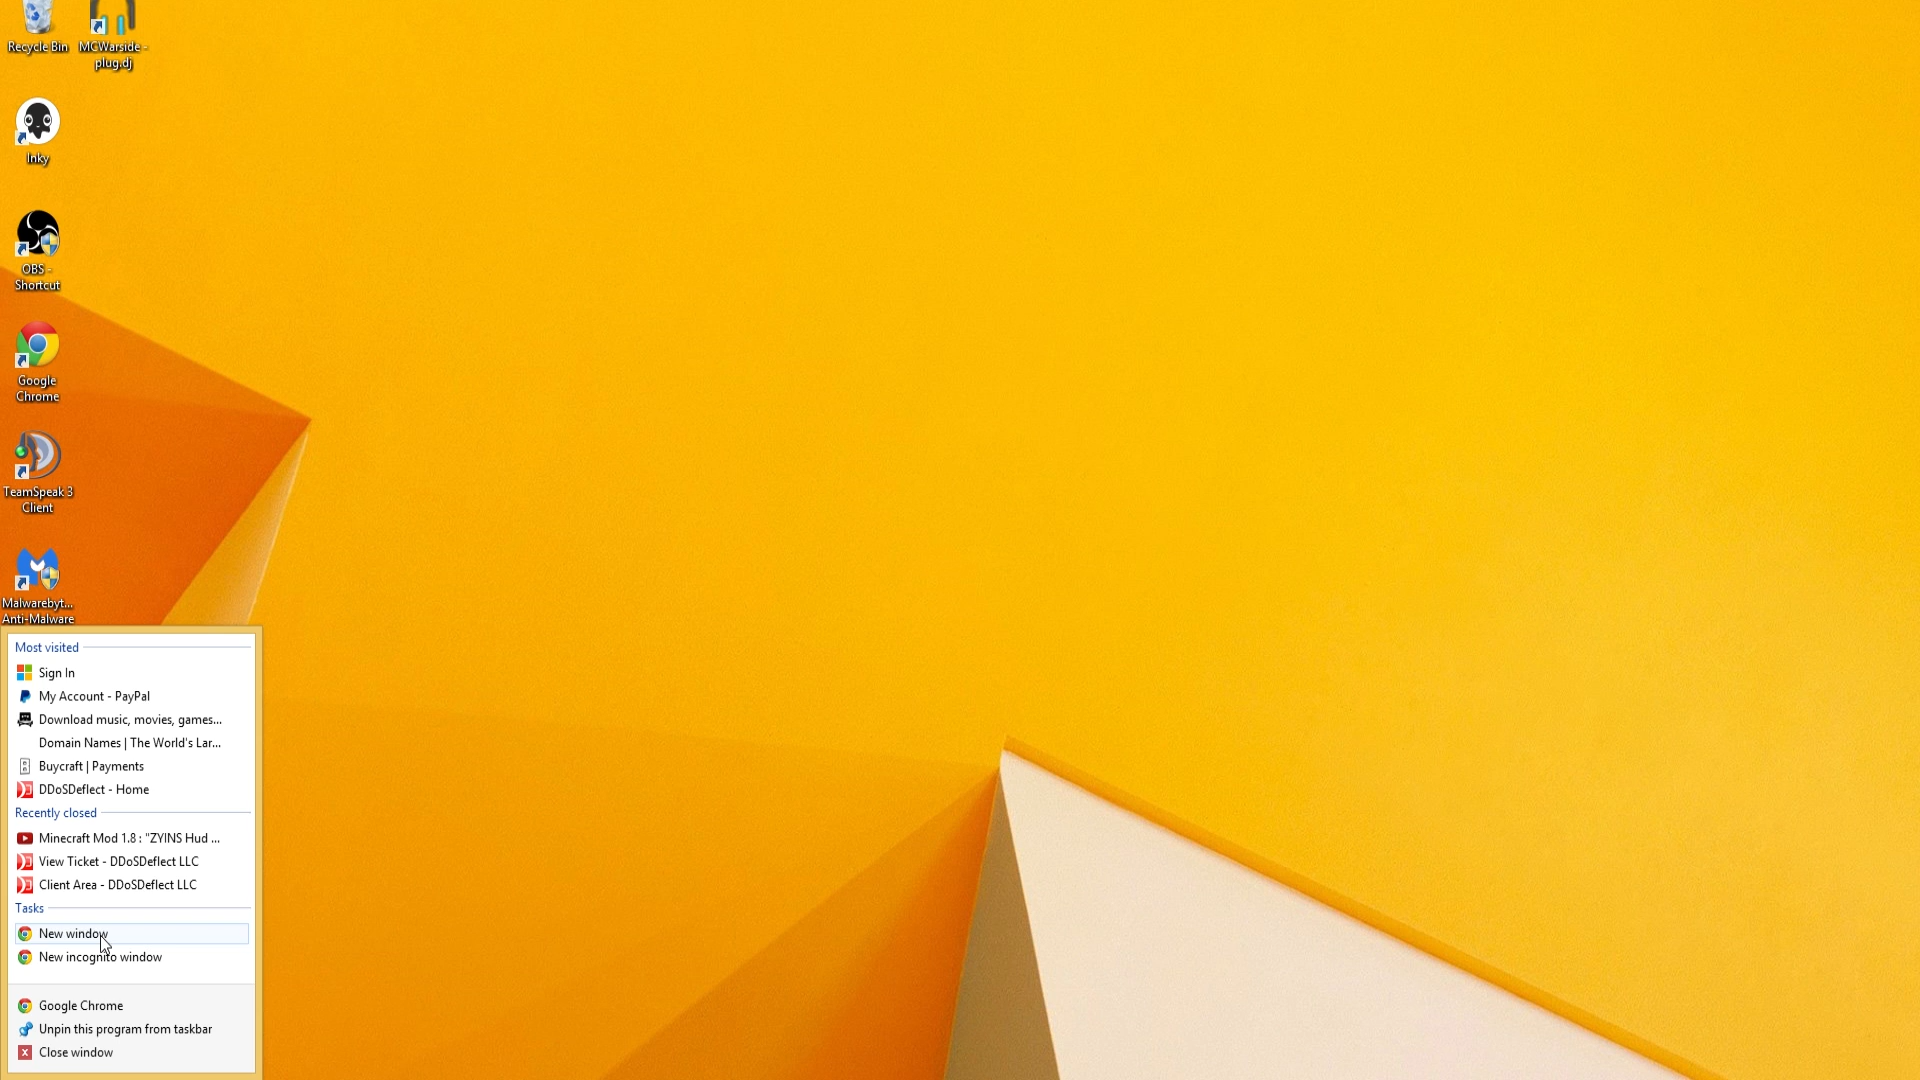 Recycle Bin
MCWarside -
plug.dj
Inky
OBS -
Shortcut
Google
Chrome
TeamSpeak 3
Client
Malwarebyt...
Anti-Malware
Most visited
Sign In
My Account - PayPal
Download music, movies, games...
Domain Names | The World's Lar...
Buycraft | Payments
DDoSDeflect - Home
Recently closed
Minecraft Mod 1.8 : "ZYINS Hud ...
View Ticket - DDoSDeflect LLC
Client Area - DDoSDeflect LLC
Tasks
New window
New incognito window
Google Chrome
Unpin this program from taskbar
Close window